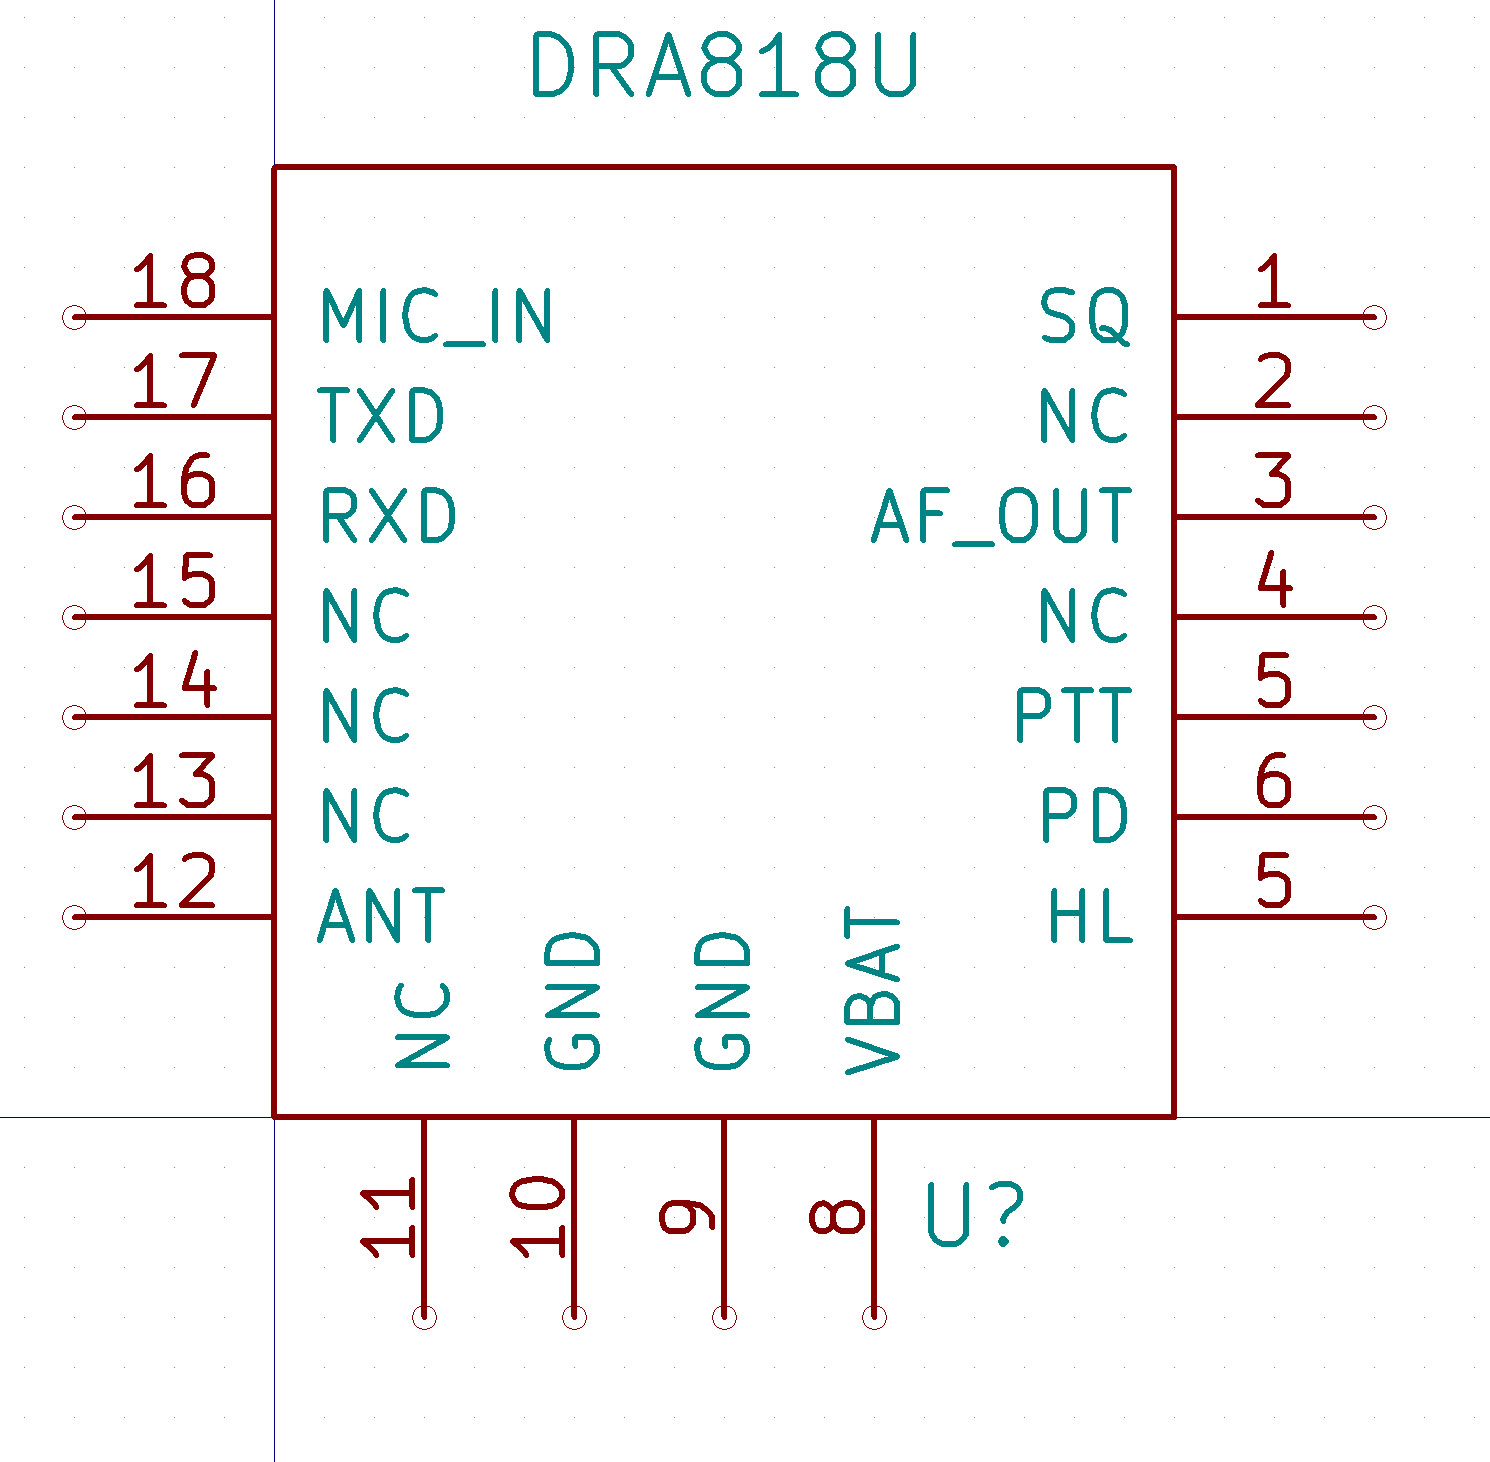 DRA818U
18 MIC_IN SQ 1
17 TXD NC 2
16 RXD AF_OUT 3
15 NC NC 4
14 NC PTT 5
13 NC PD 6
12 ANT HL 5
NC GND GND VBAT
11 10 9 8 U?